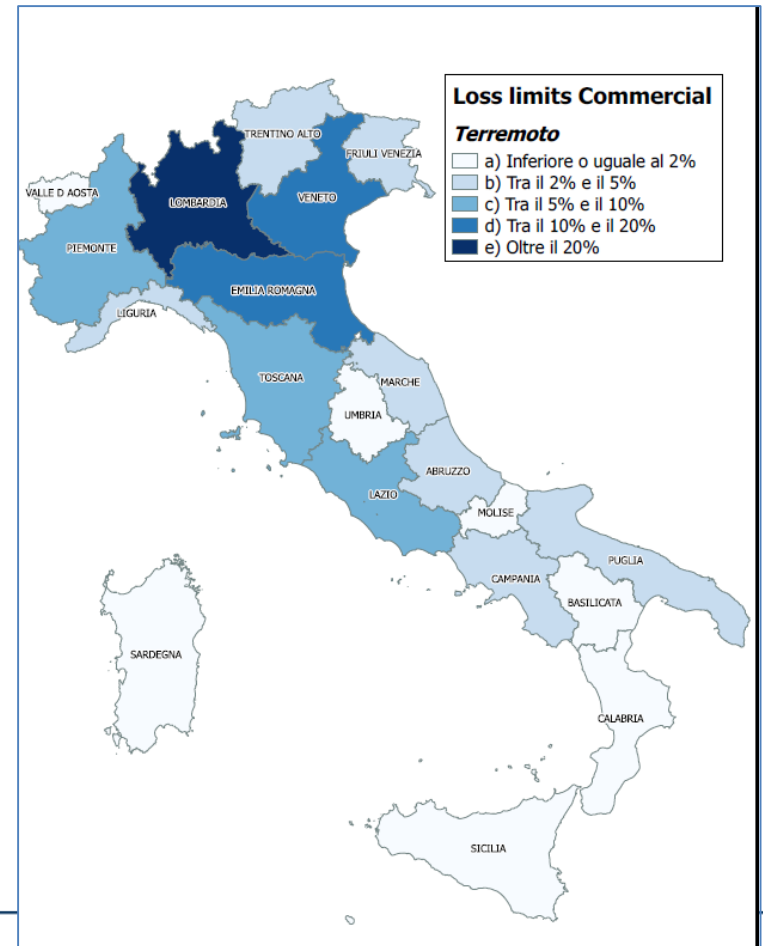 Loss limits Commercial
Terremoto
a) Inferiore o uguale al 2%
b) Tra il 2% e il 5%
c) Tra il 5% e il 10%
d) Tra il 10% e il 20%
e) Oltre il 20%
TRENTINO ALTO
FRIULI VENEZIA
VALLE D AOSTA
LOMBARDIA
VENETO
PIEMONTE
EMILIA ROMAGNA
LIGURIA
TOSCANA
MARCHE
UMBRIA
ABRUZZO
LAZIO
MOLISE
PUGLIA
CAMPANIA
BASILICATA
SARDEGNA
CALABRIA
SICILIA